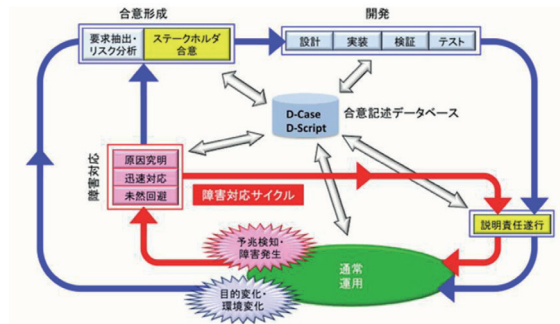 合意形成
開発
要求抽出・
リスク分析
ステークホルダ
合意
設計
実装
検証
テスト
D-Case
D-Script
合意記述データベース
障害対応
原因究明
迅速対応
未然回避
障害対応サイクル
説明責任遂行
予兆検知・
障害発生
通常
運用
目的変化・
環境変化